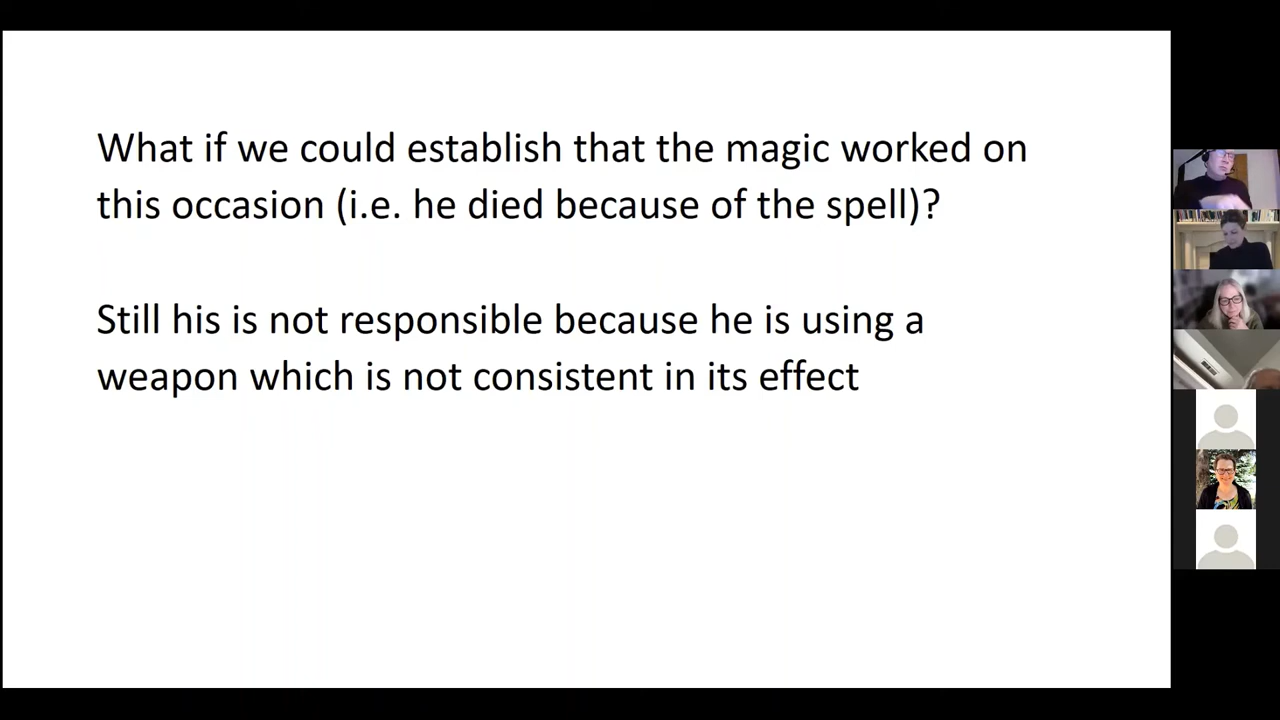 What if we could establish that the magic worked on
this occasion (i.e. he died because of the spell)?
Still his is not responsible because he is using a
weapon which is not consistent in its effect